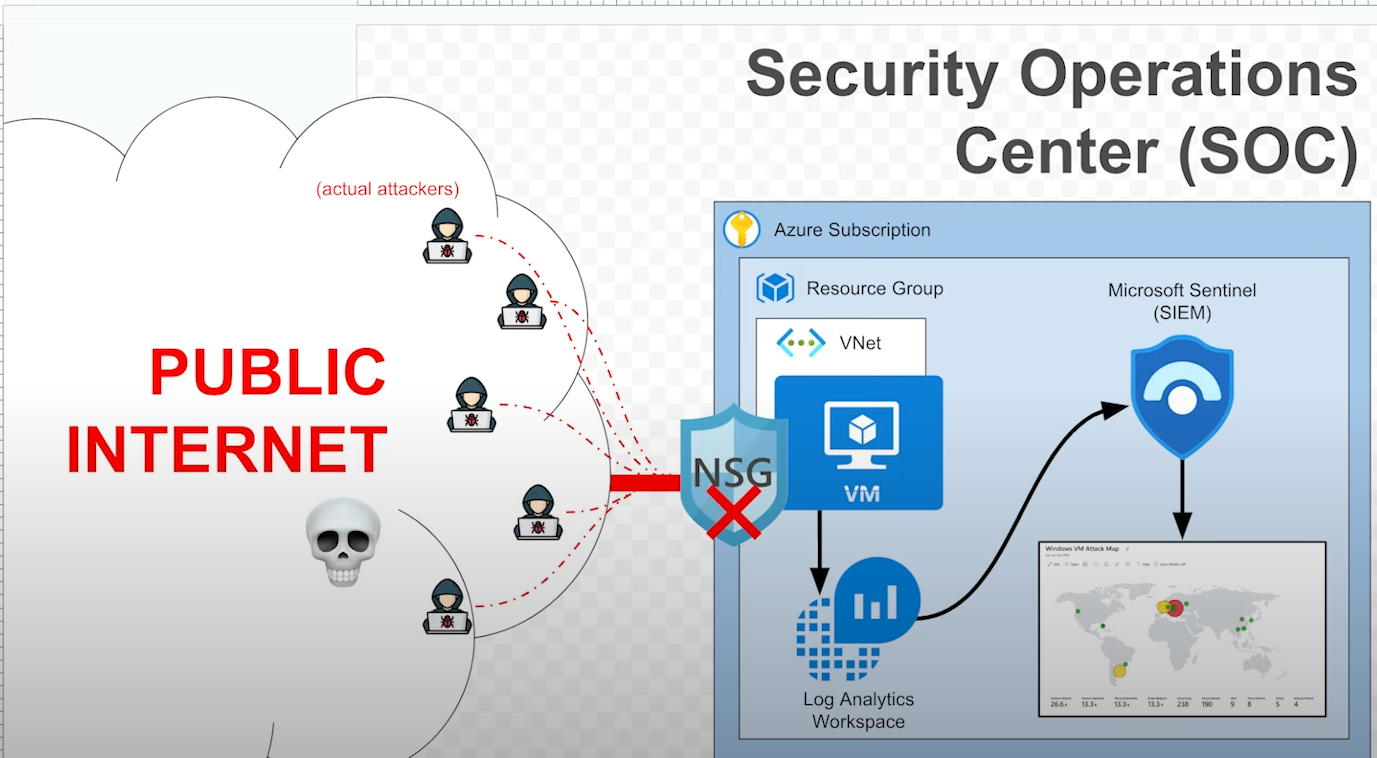 Security Operations
Center (SOC)
(actual attackers)
PUBLIC
INTERNET
Azure Subscription
Resource Group
VNet
NSG
VM
Microsoft Sentinel
(SIEM)
Log Analytics
Workspace
Windows VM Attack Map
26.6 K 13.3 K 13.3 K 13.3 K 238 190 9 8 5 4